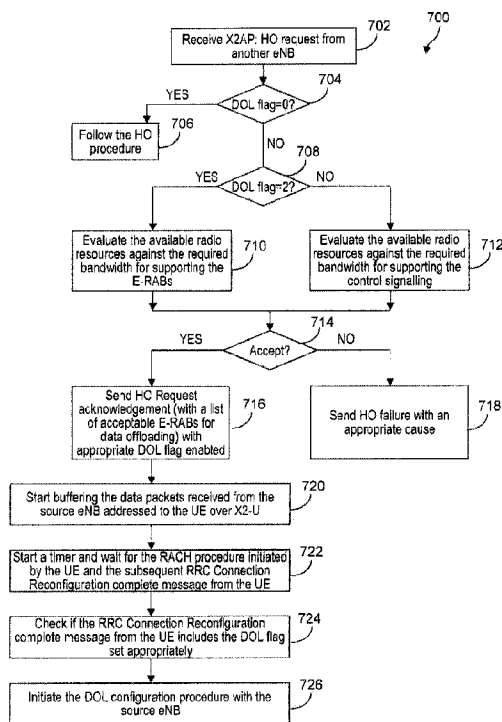 700
702
Receive X2AP: HO request from
another eNB
704
YES
DOL flag=0?
706
Follow the HO
procedure
NO
708
YES
DOL flag=2?
NO
Evaluate the available radio
resources against the required
bandwidth for supporting the
E-RABs
710
Evaluate the available radio
resources against the required
bandwidth for supporting the
control signalling
712
714
YES
Accept?
NO
Send HO Request
acknowledgement (with a list
of acceptable E-RABs for
data offloading) with
appropriate DOL flag enabled
716
Send HO failure with an
appropriate cause
718
Start buffering the data packets received from the
source eNB addressed to the UE over X2-U
720
Start a timer and wait for the RACH procedure initiated
by the UE and the subsequent RRC Connection
Reconfiguration complete message from the UE
722
Check if the RRC Connection Reconfiguration
complete message from the UE includes the DOL flag
set appropriately
724
Initiate the DOL configuration procedure with the
source eNB
726